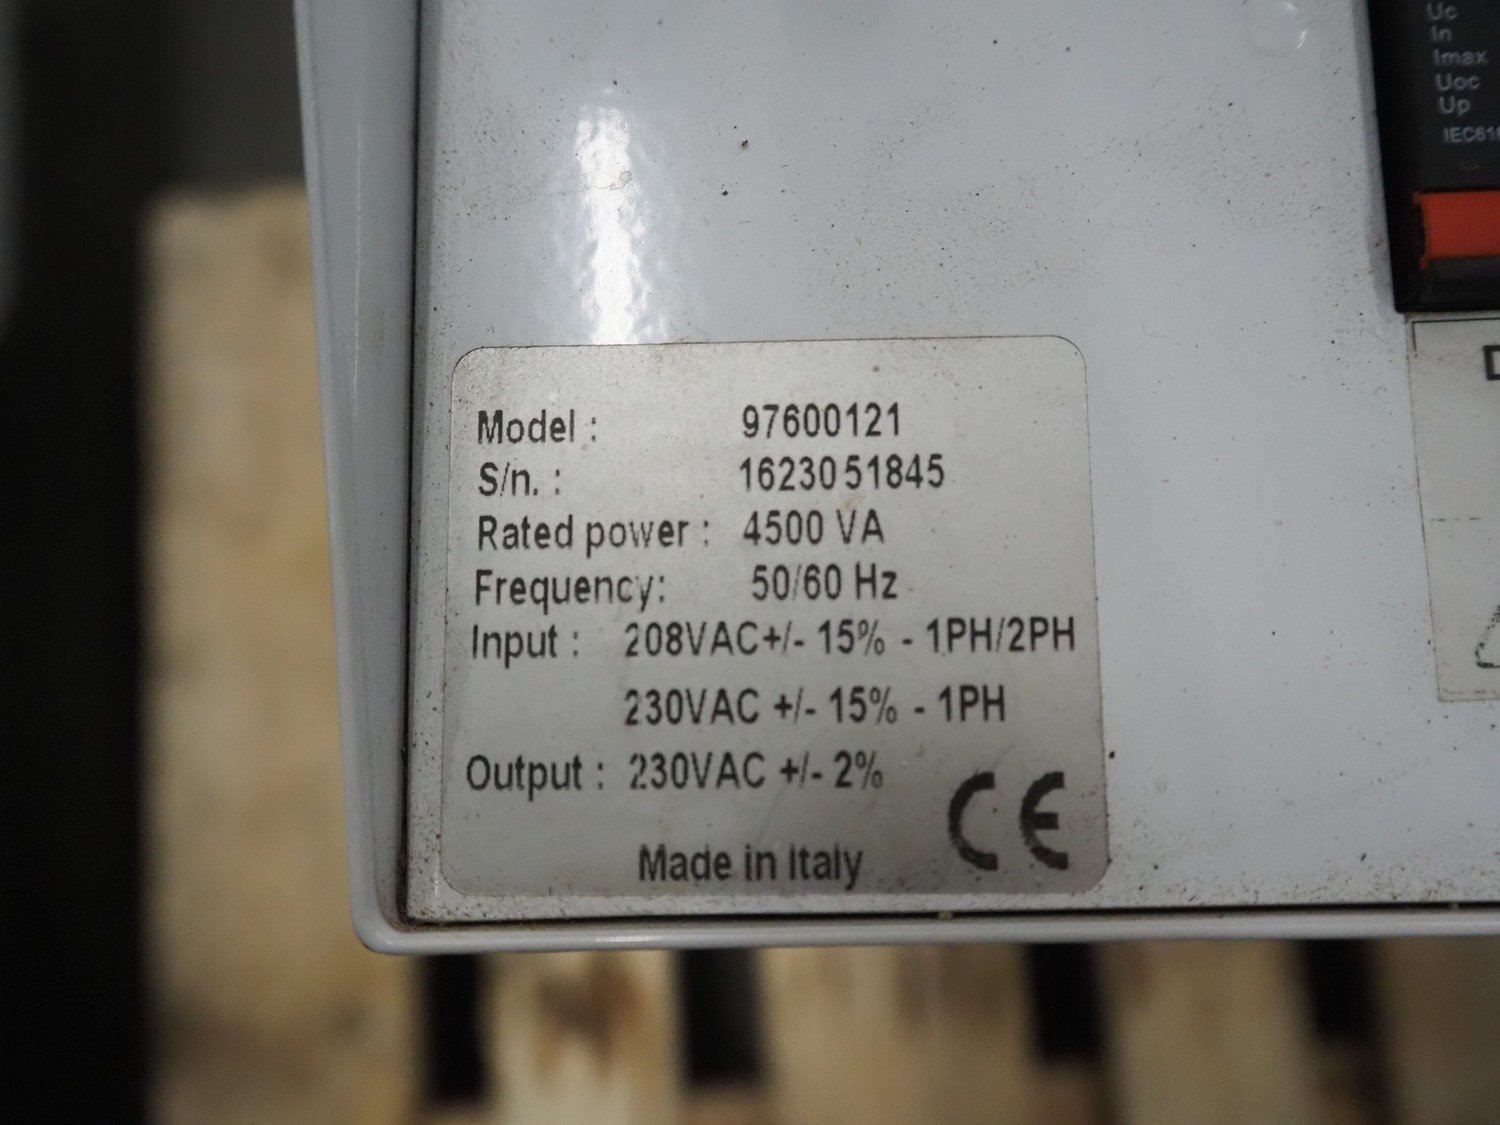 Uc
In
Imax
Uoc
Up
Model : 97600121
S/n. : 1623051845
Rated power : 4500 VA
Frequency: 50/60 Hz
Input : 208VAC+/- 15% - 1PH/2PH
230VAC +/- 15% - 1PH
Output : 230VAC +/- 2%
CE
Made in Italy